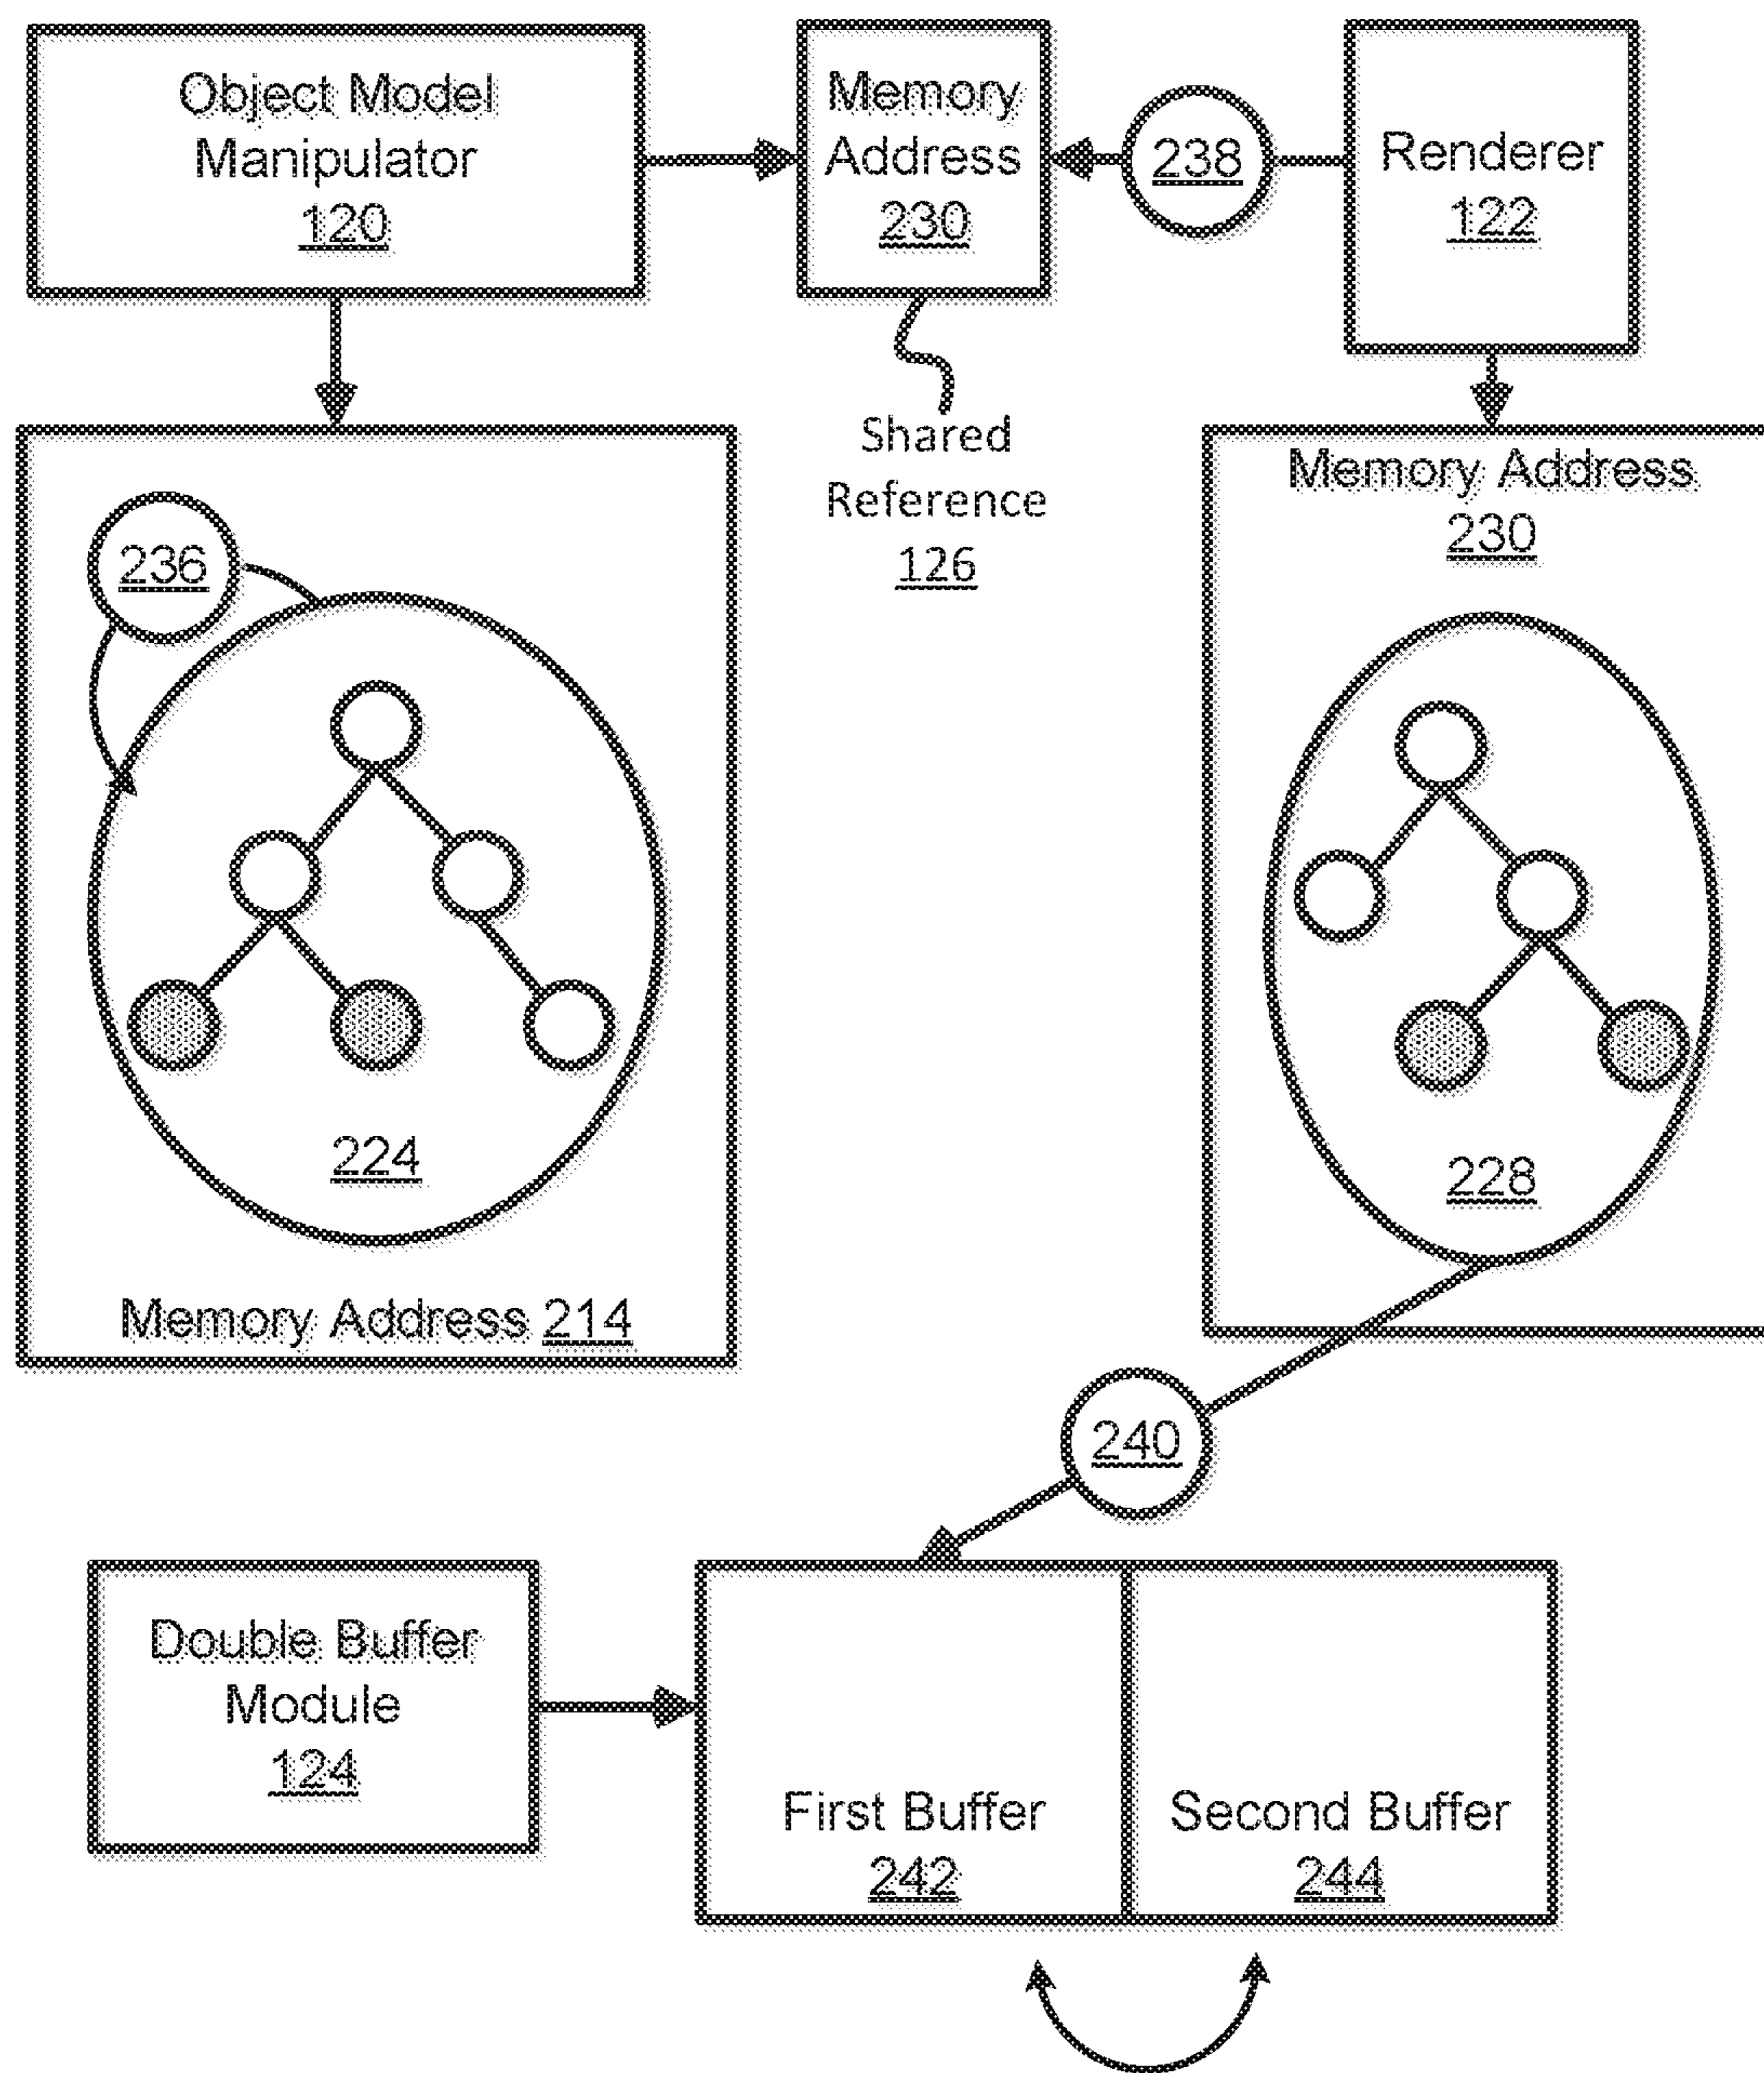 Object Model
Manipulator
120
Memory
Address
230
238
Renderer
122
Shared
Reference
126
Memory Address
230
236
224
228
Memory Address 214
240
Double Buffer
Module
124
First Buffer
242
Second Buffer
244